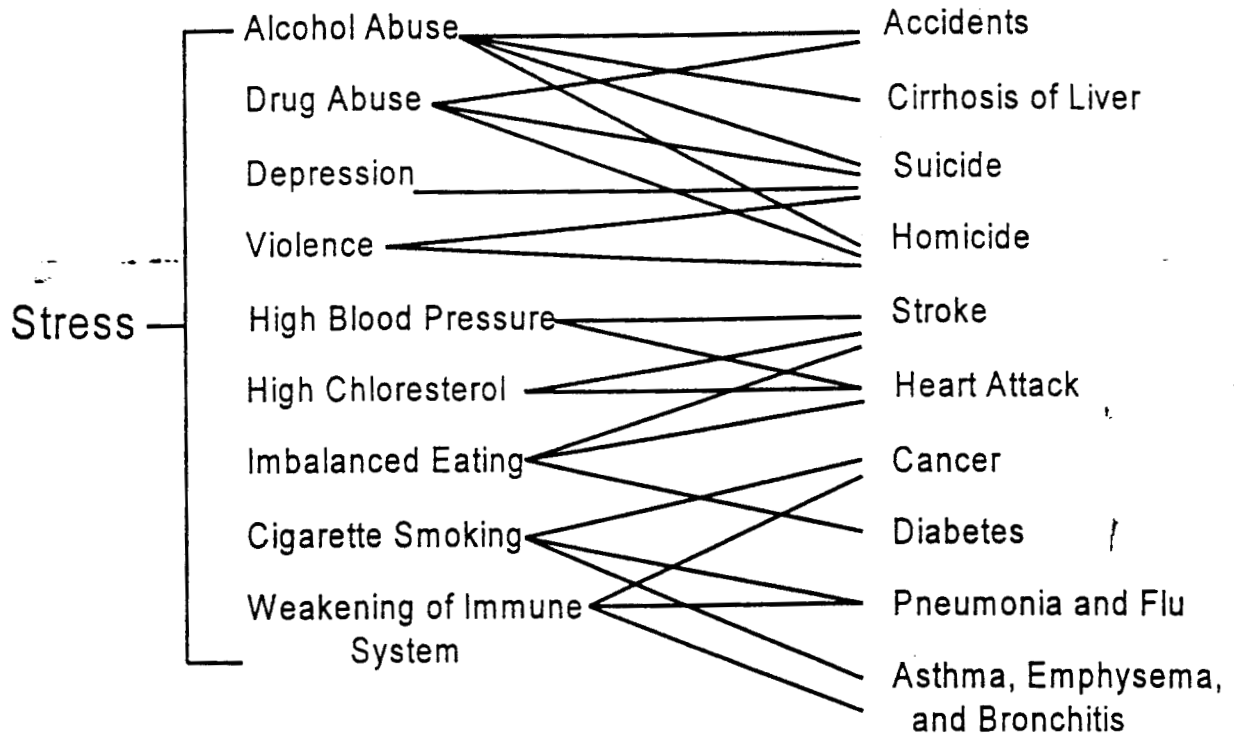 Stress
Alcohol Abuse
Drug Abuse
Depression
Violence
High Blood Pressure
High Chloresterol
Imbalanced Eating
Cigarette Smoking
Weakening of Immune
System
Accidents
Cirrhosis of Liver
Suicide
Homicide
Stroke
Heart Attack
Cancer
Diabetes
Pneumonia and Flu
Asthma, Emphysema,
and Bronchitis